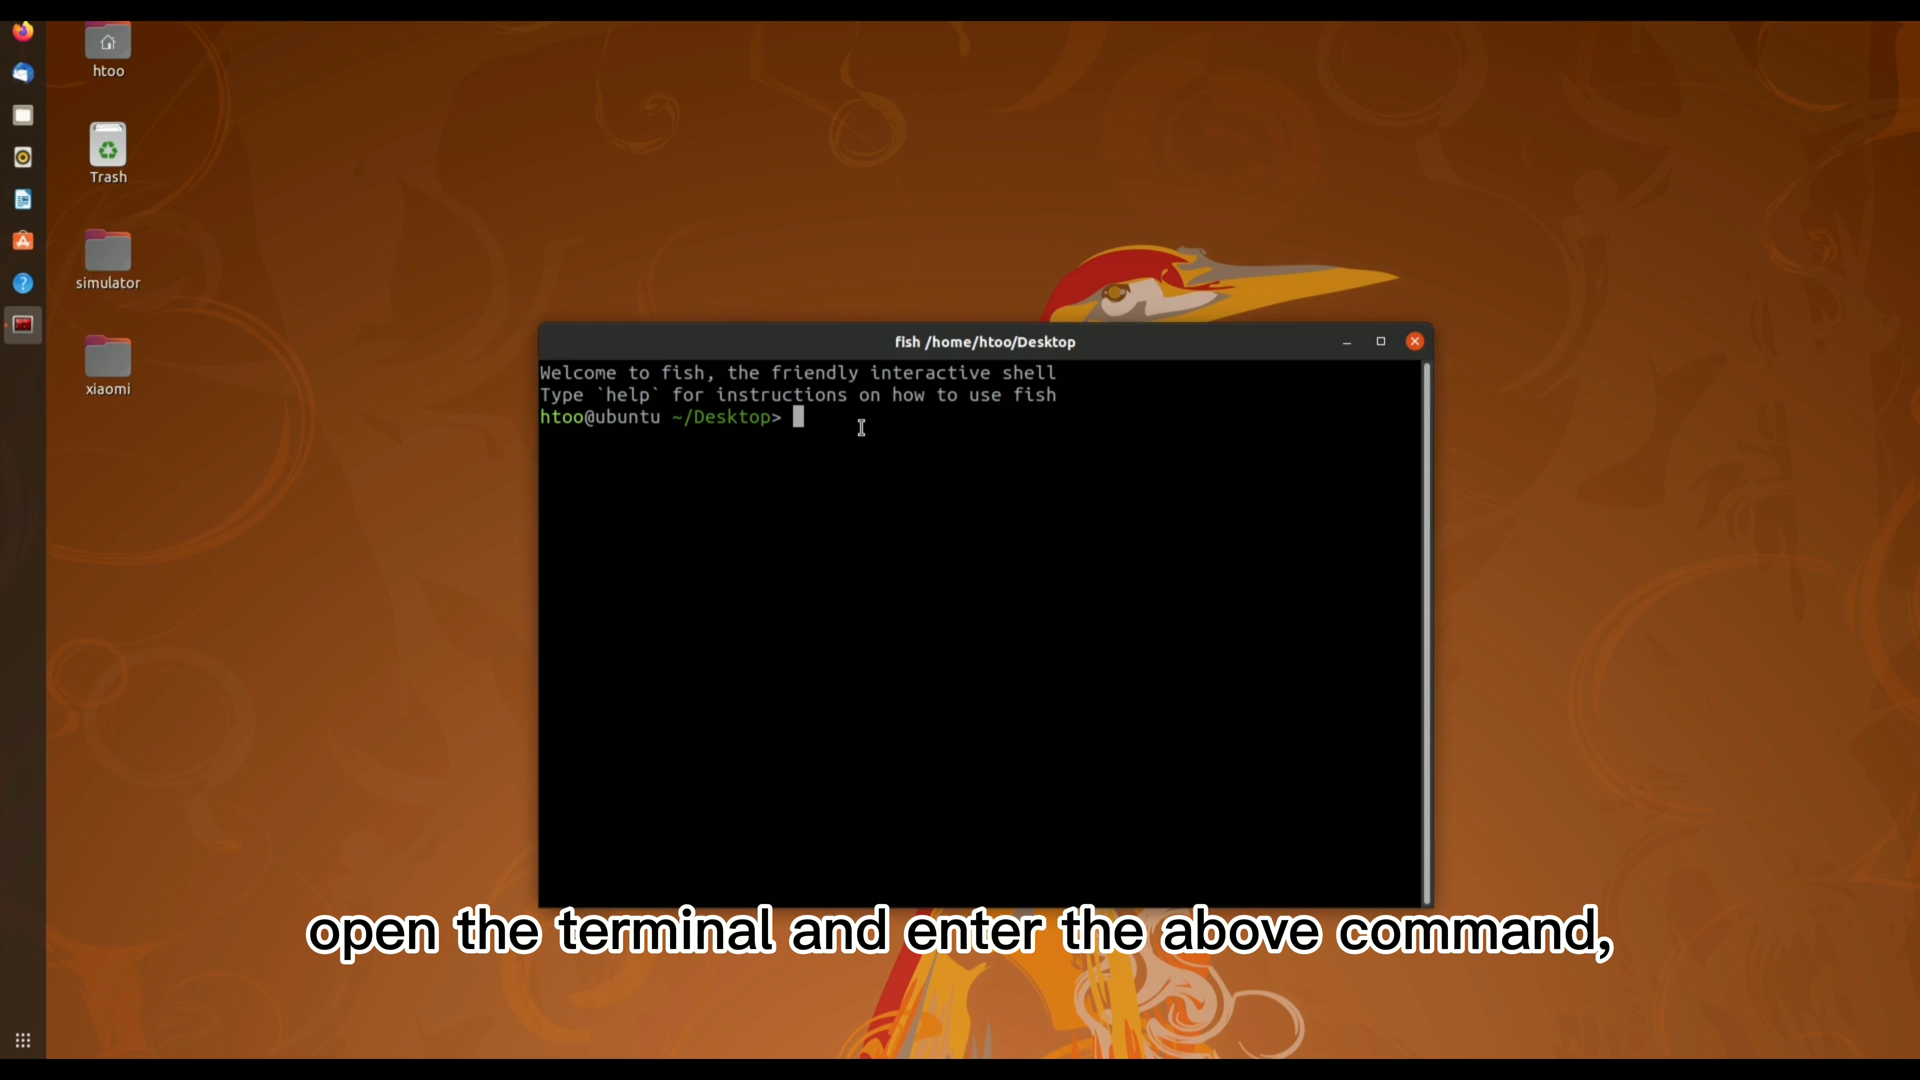 htoo
Trash
simulator
xiaomi
fish /home/htoo/Desktop
Welcome to fish, the friendly interactive shell
Type `help` for instructions on how to use fish
htoo@ubuntu ~/Desktop>
open the terminal and enter the above command,